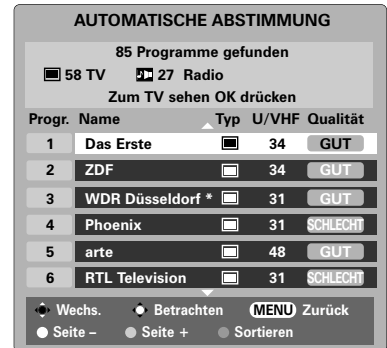 AUTOMATISCHE ABSTIMMUNG
85 Programme gefunden
58 TV 27 Radio
Zum TV sehen OK drücken
Progr. Name Typ U/VHF Qualität
1 Das Erste 34 GUT
2 ZDF 34 GUT
3 WDR Düsseldorf * 31 GUT
4 Phoenix 31 SCHLECHT
5 arte 48 GUT
6 RTL Television 31 SCHLECHT
Wechs. Betrachten MENU Zurück
Seite – Seite + Sortieren